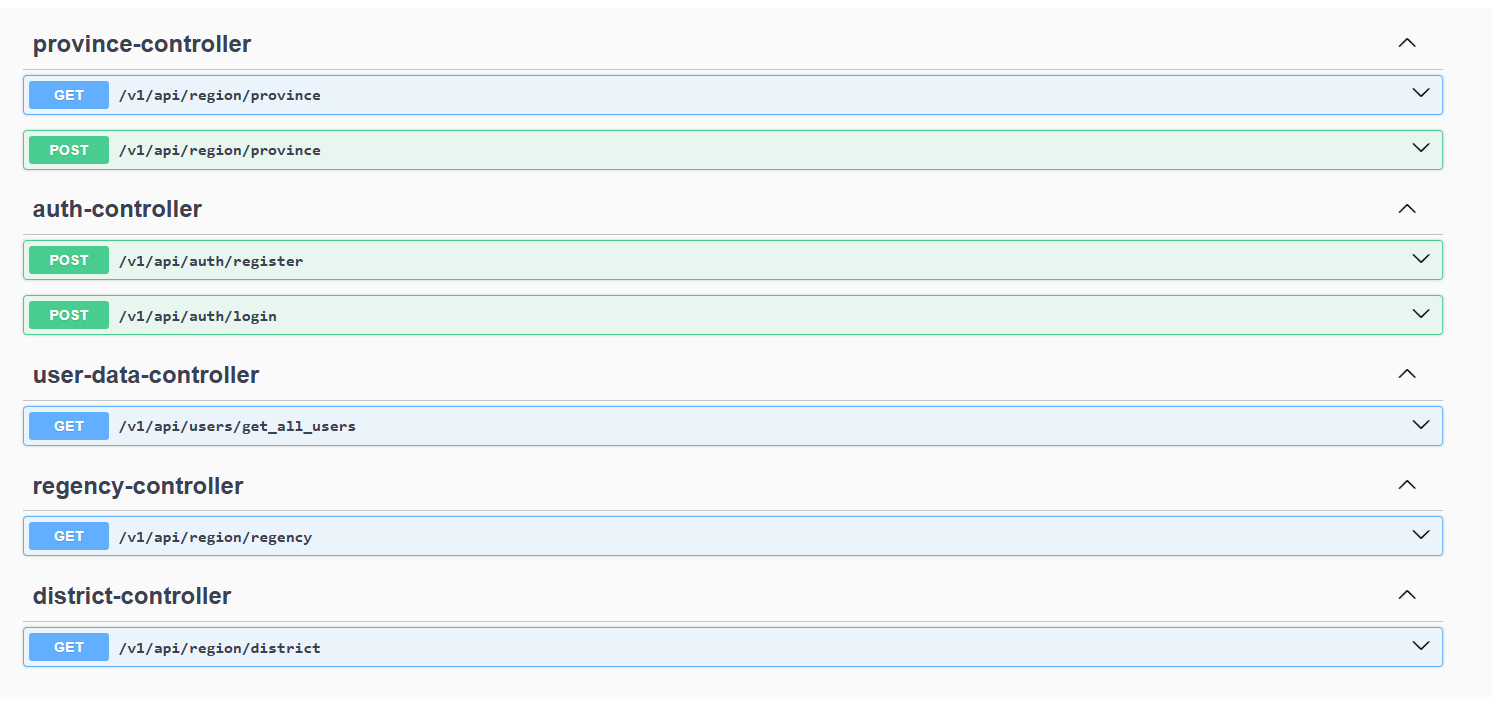 province-controller
GET /v1/api/region/province
POST /v1/api/region/province
auth-controller
POST /v1/api/auth/register
POST /v1/api/auth/login
user-data-controller
GET /v1/api/users/get_all_users
regency-controller
GET /v1/api/region/regency
district-controller
GET /v1/api/region/district